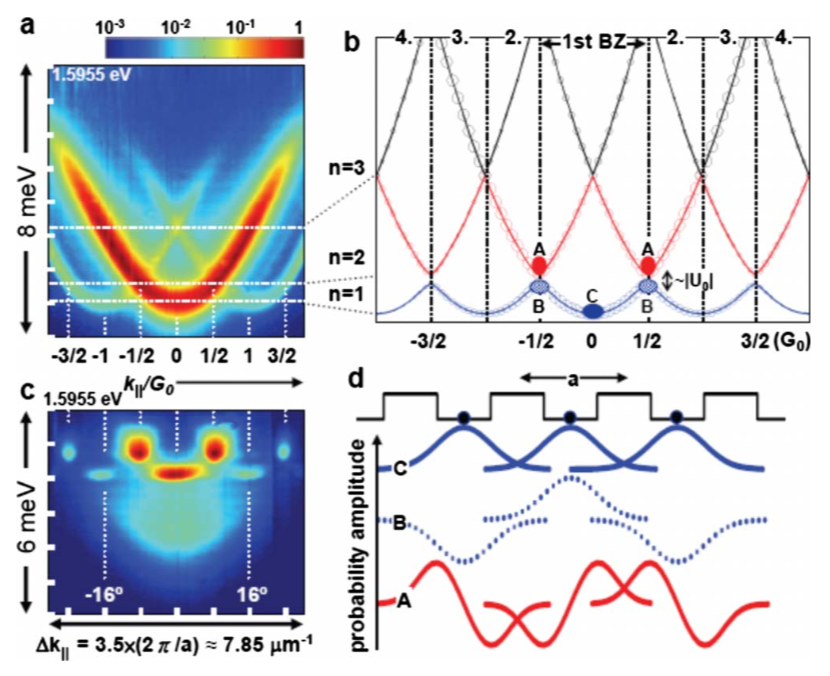 a
10⁻³ 10⁻² 10⁻¹ 1
1.5955 eV
8 meV
n=3
n=2
n=1
-3/2 -1 -1/2 0 1/2 1 3/2
k||/G₀
b
4. 3. 2. 1st BZ 2. 3. 4.
A A
B C B
~|U₀|
-3/2 -1/2 0 1/2 3/2 (G₀)
c
1.5955 eV
6 meV
-16° 16°
Δk|| = 3.5×(2 π /a) ≈ 7.85 μm⁻¹
d
a
probability amplitude
C
B
A